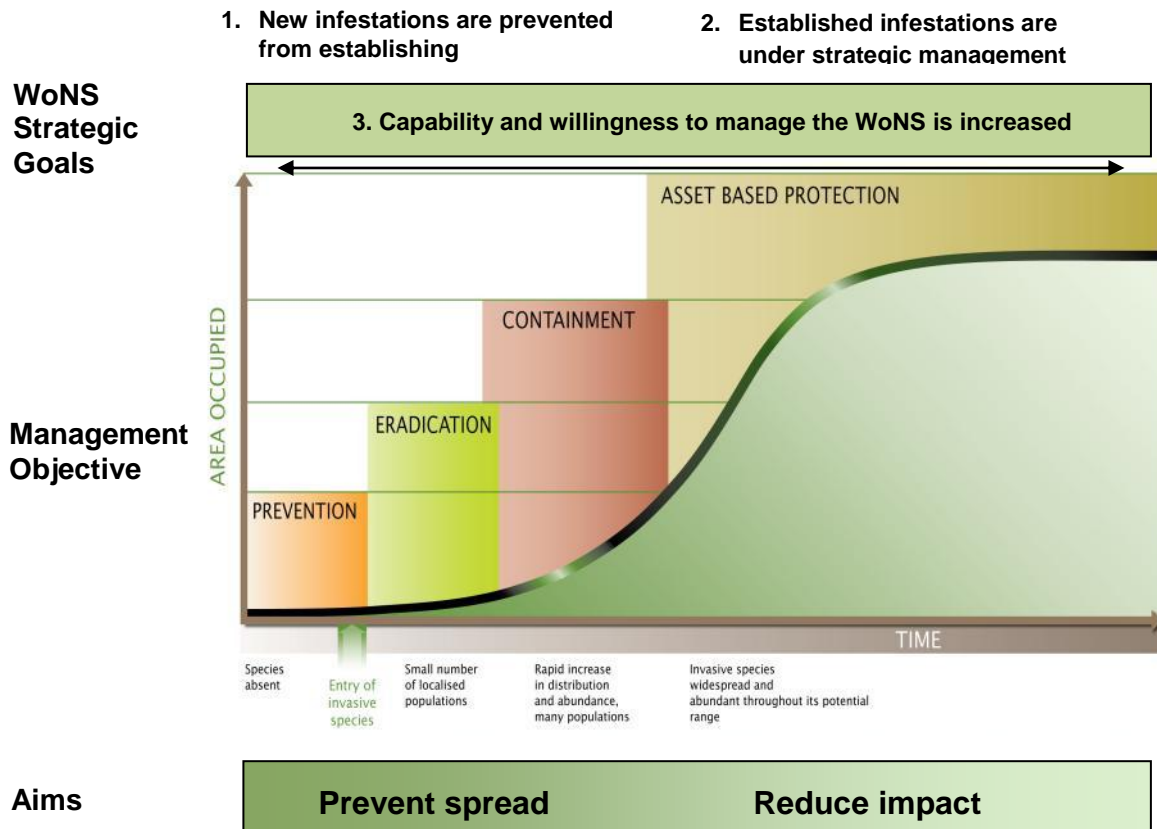 1. New infestations are prevented
from establishing
2. Established infestations are
under strategic management
WoNS
Strategic
Goals
3. Capability and willingness to manage the WoNS is increased
ASSET BASED PROTECTION
CONTAINMENT
ERADICATION
PREVENTION
AREA OCCUPIED
Management
Objective
TIME
Species
absent
Entry of
invasive
species
Small number
of localised
populations
Rapid increase
in distribution
and abundance,
many populations
Invasive species
widespread and
abundant throughout its potential
range
Aims
Prevent spread
Reduce impact